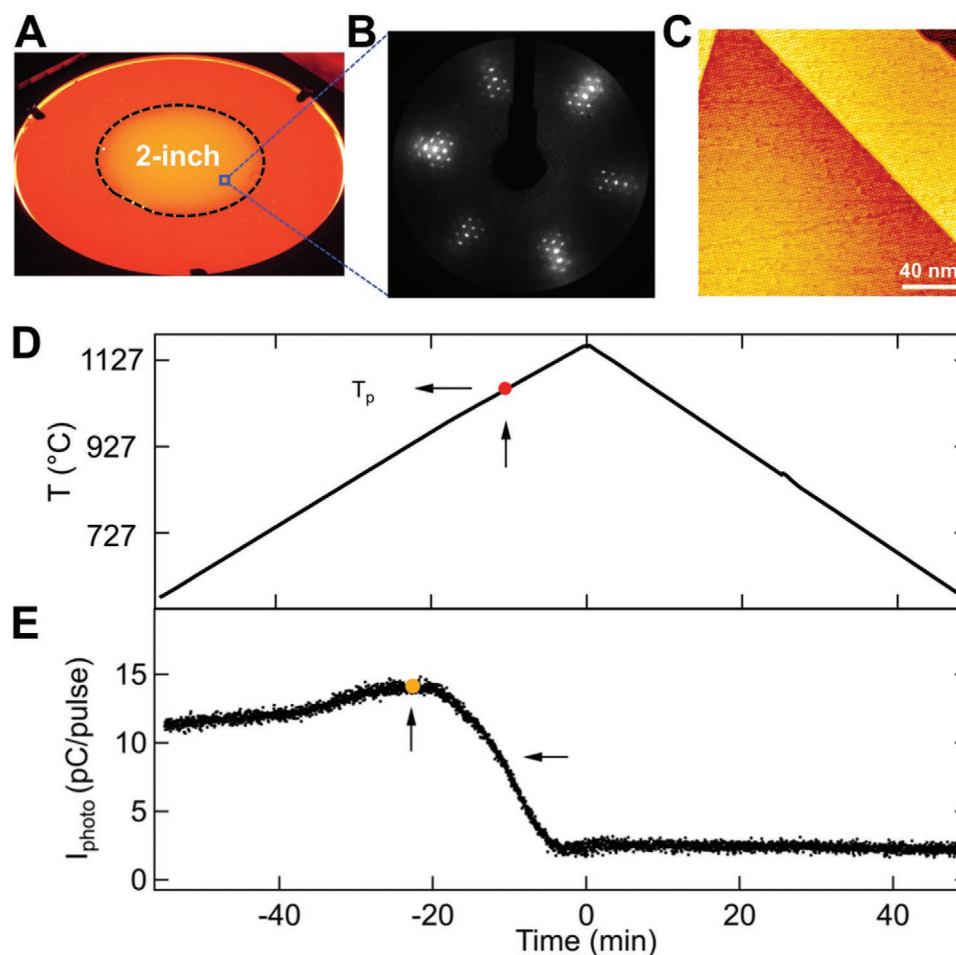 A
B
C
2-inch
40 nm
D
1127
927
727
T (°C)
Tₚ
E
15
10
5
0
I_photo (pC/pulse)
-40
-20
0
20
40
Time (min)